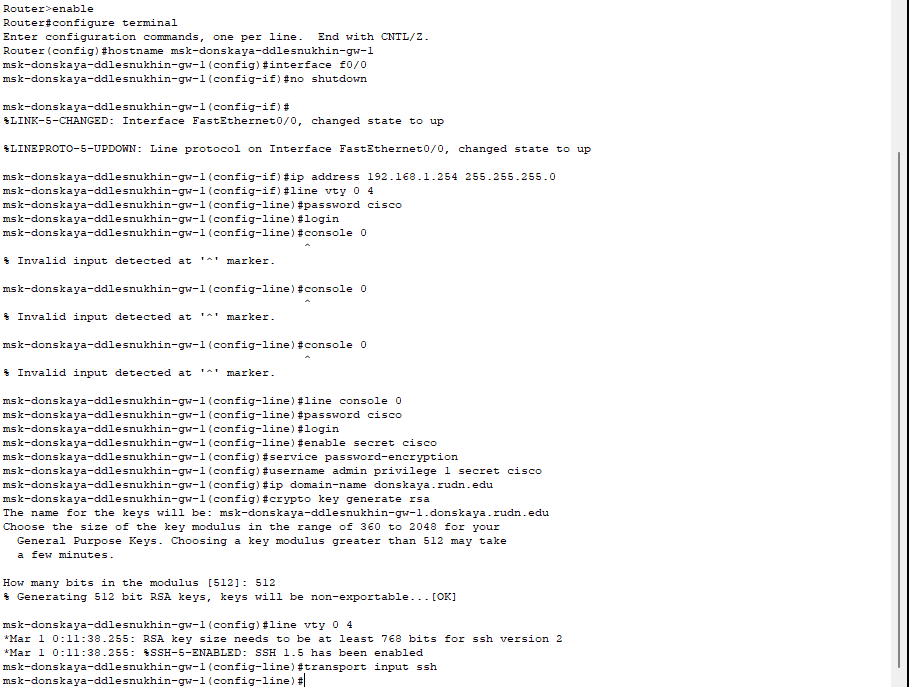 Router>enable
Router#configure terminal
Enter configuration commands, one per line.  End with CNTL/Z.
Router(config)#hostname msk-donskaya-ddlesnukhin-gw-1
msk-donskaya-ddlesnukhin-gw-1(config)#interface f0/0
msk-donskaya-ddlesnukhin-gw-1(config-if)#no shutdown

msk-donskaya-ddlesnukhin-gw-1(config-if)#
%LINK-5-CHANGED: Interface FastEthernet0/0, changed state to up

%LINEPROTO-5-UPDOWN: Line protocol on Interface FastEthernet0/0, changed state to up

msk-donskaya-ddlesnukhin-gw-1(config-if)#ip address 192.168.1.254 255.255.255.0
msk-donskaya-ddlesnukhin-gw-1(config-if)#line vty 0 4
msk-donskaya-ddlesnukhin-gw-1(config-line)#password cisco
msk-donskaya-ddlesnukhin-gw-1(config-line)#login
msk-donskaya-ddlesnukhin-gw-1(config-line)#console 0
                                           ^
% Invalid input detected at '^' marker.

msk-donskaya-ddlesnukhin-gw-1(config-line)#console 0
                                           ^
% Invalid input detected at '^' marker.

msk-donskaya-ddlesnukhin-gw-1(config-line)#console 0
                                           ^
% Invalid input detected at '^' marker.

msk-donskaya-ddlesnukhin-gw-1(config-line)#line console 0
msk-donskaya-ddlesnukhin-gw-1(config-line)#password cisco
msk-donskaya-ddlesnukhin-gw-1(config-line)#login
msk-donskaya-ddlesnukhin-gw-1(config-line)#enable secret cisco
msk-donskaya-ddlesnukhin-gw-1(config)#service password-encryption
msk-donskaya-ddlesnukhin-gw-1(config)#username admin privilege 1 secret cisco
msk-donskaya-ddlesnukhin-gw-1(config)#ip domain-name donskaya.rudn.edu
msk-donskaya-ddlesnukhin-gw-1(config)#crypto key generate rsa
The name for the keys will be: msk-donskaya-ddlesnukhin-gw-1.donskaya.rudn.edu
Choose the size of the key modulus in the range of 360 to 2048 for your
  General Purpose Keys. Choosing a key modulus greater than 512 may take
  a few minutes.

How many bits in the modulus [512]: 512
% Generating 512 bit RSA keys, keys will be non-exportable...[OK]

msk-donskaya-ddlesnukhin-gw-1(config)#line vty 0 4
*Mar 1 0:11:38.255: RSA key size needs to be at least 768 bits for ssh version 2
*Mar 1 0:11:38.255: %SSH-5-ENABLED: SSH 1.5 has been enabled
msk-donskaya-ddlesnukhin-gw-1(config-line)#transport input ssh
msk-donskaya-ddlesnukhin-gw-1(config-line)#